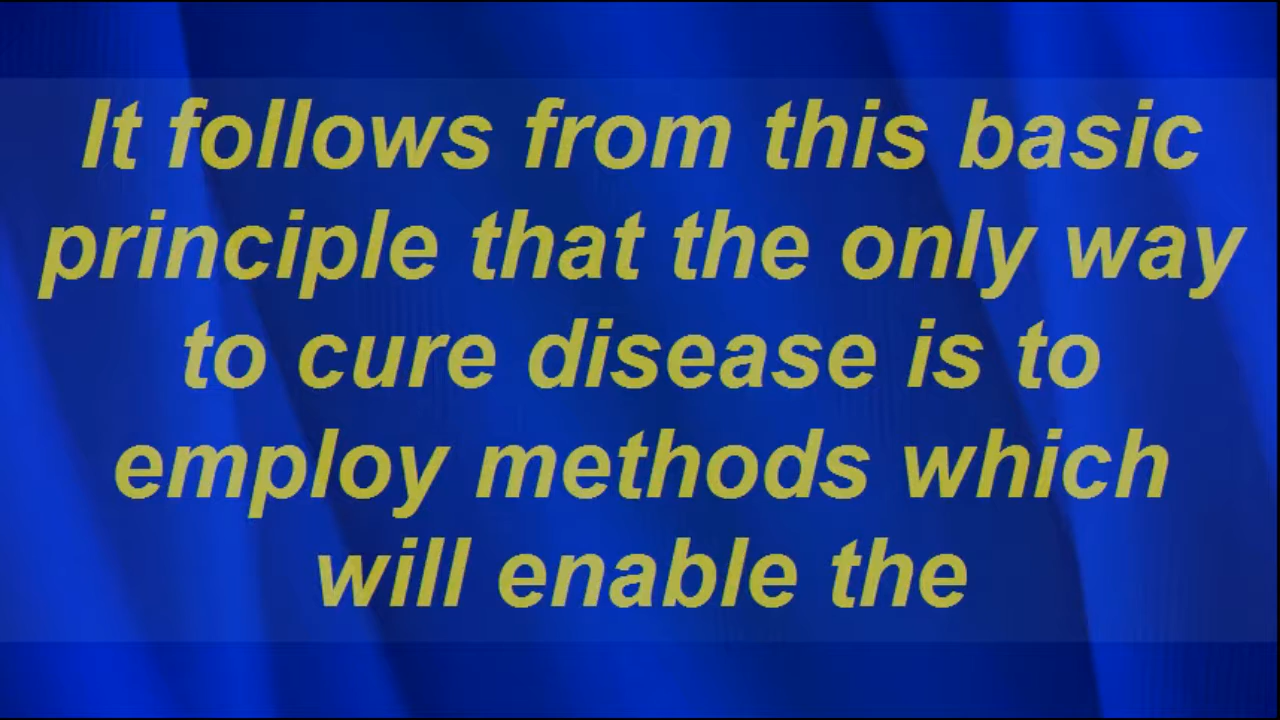 It follows from this basic
principle that the only way
to cure disease is to
employ methods which
will enable the